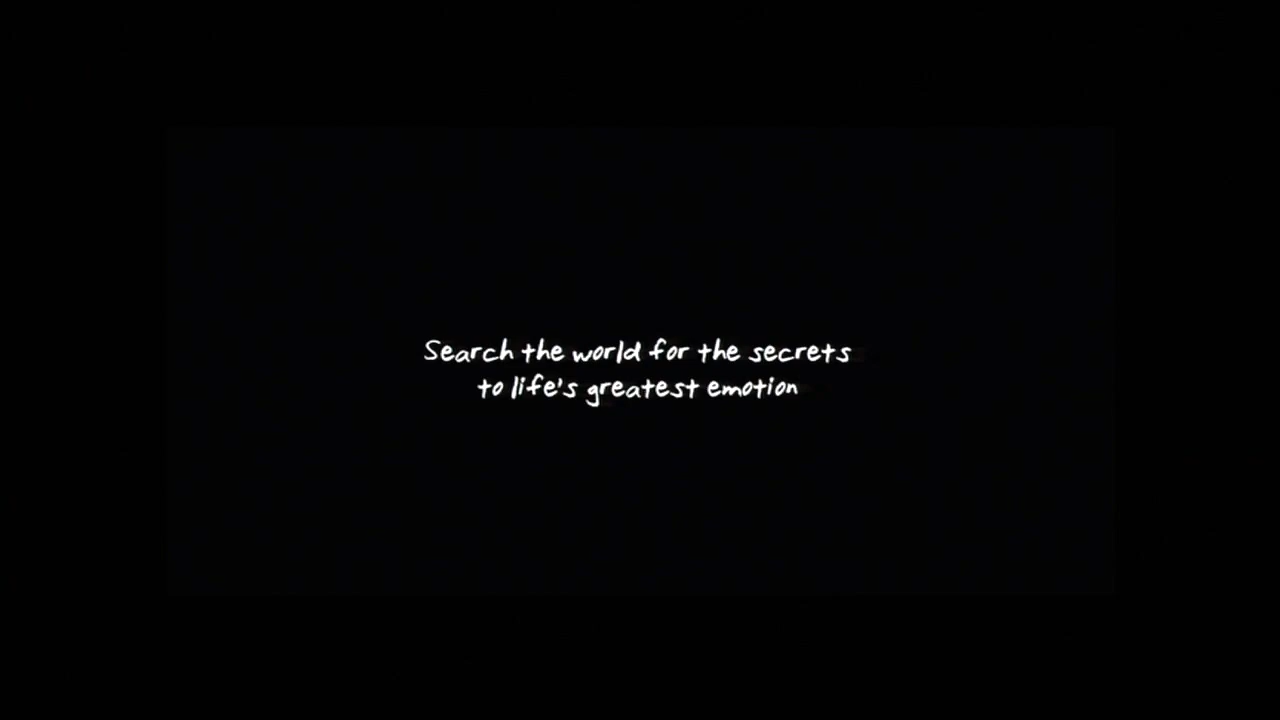 Search the world for the secrets
to life's greatest emotion